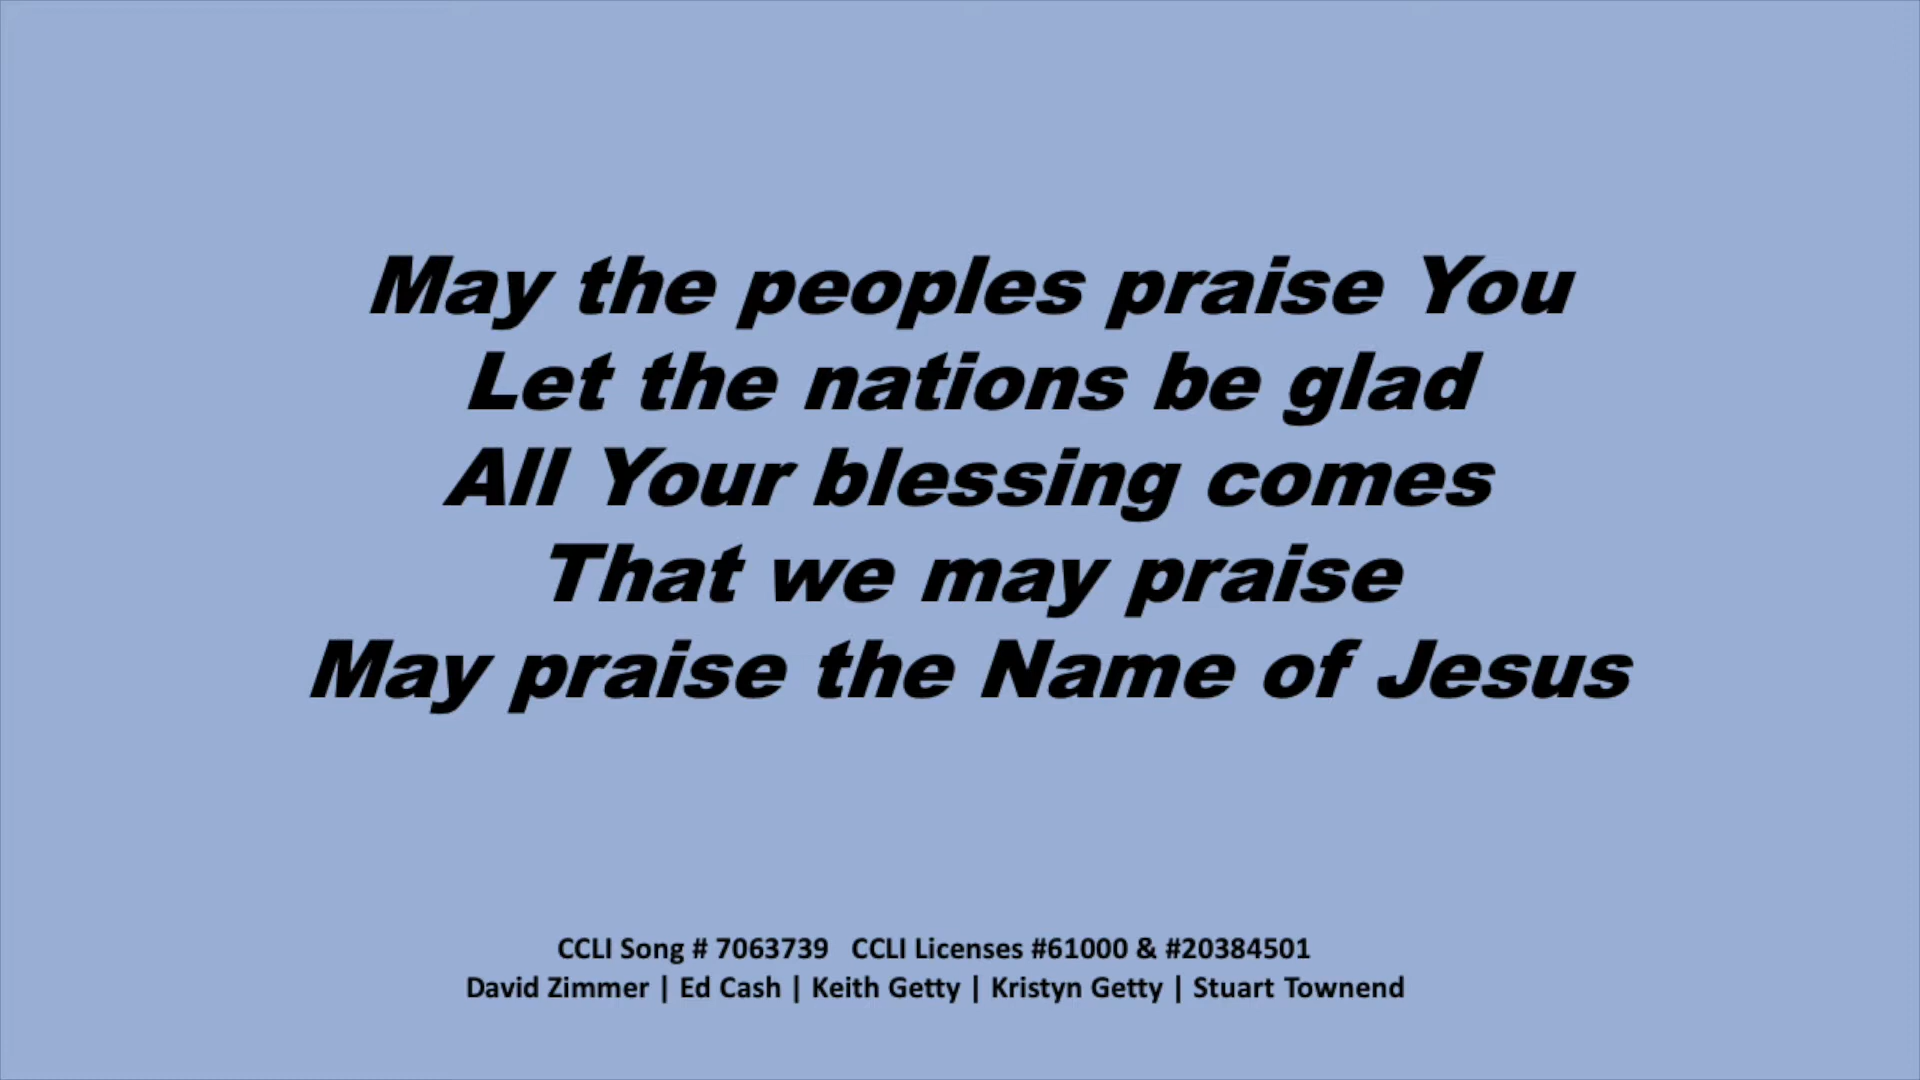 May the peoples praise You
Let the nations be glad
All Your blessing comes
That we may praise
May praise the Name of Jesus
CCLI Song # 7063739   CCLI Licenses #61000 & #20384501
David Zimmer | Ed Cash | Keith Getty | Kristyn Getty | Stuart Townend